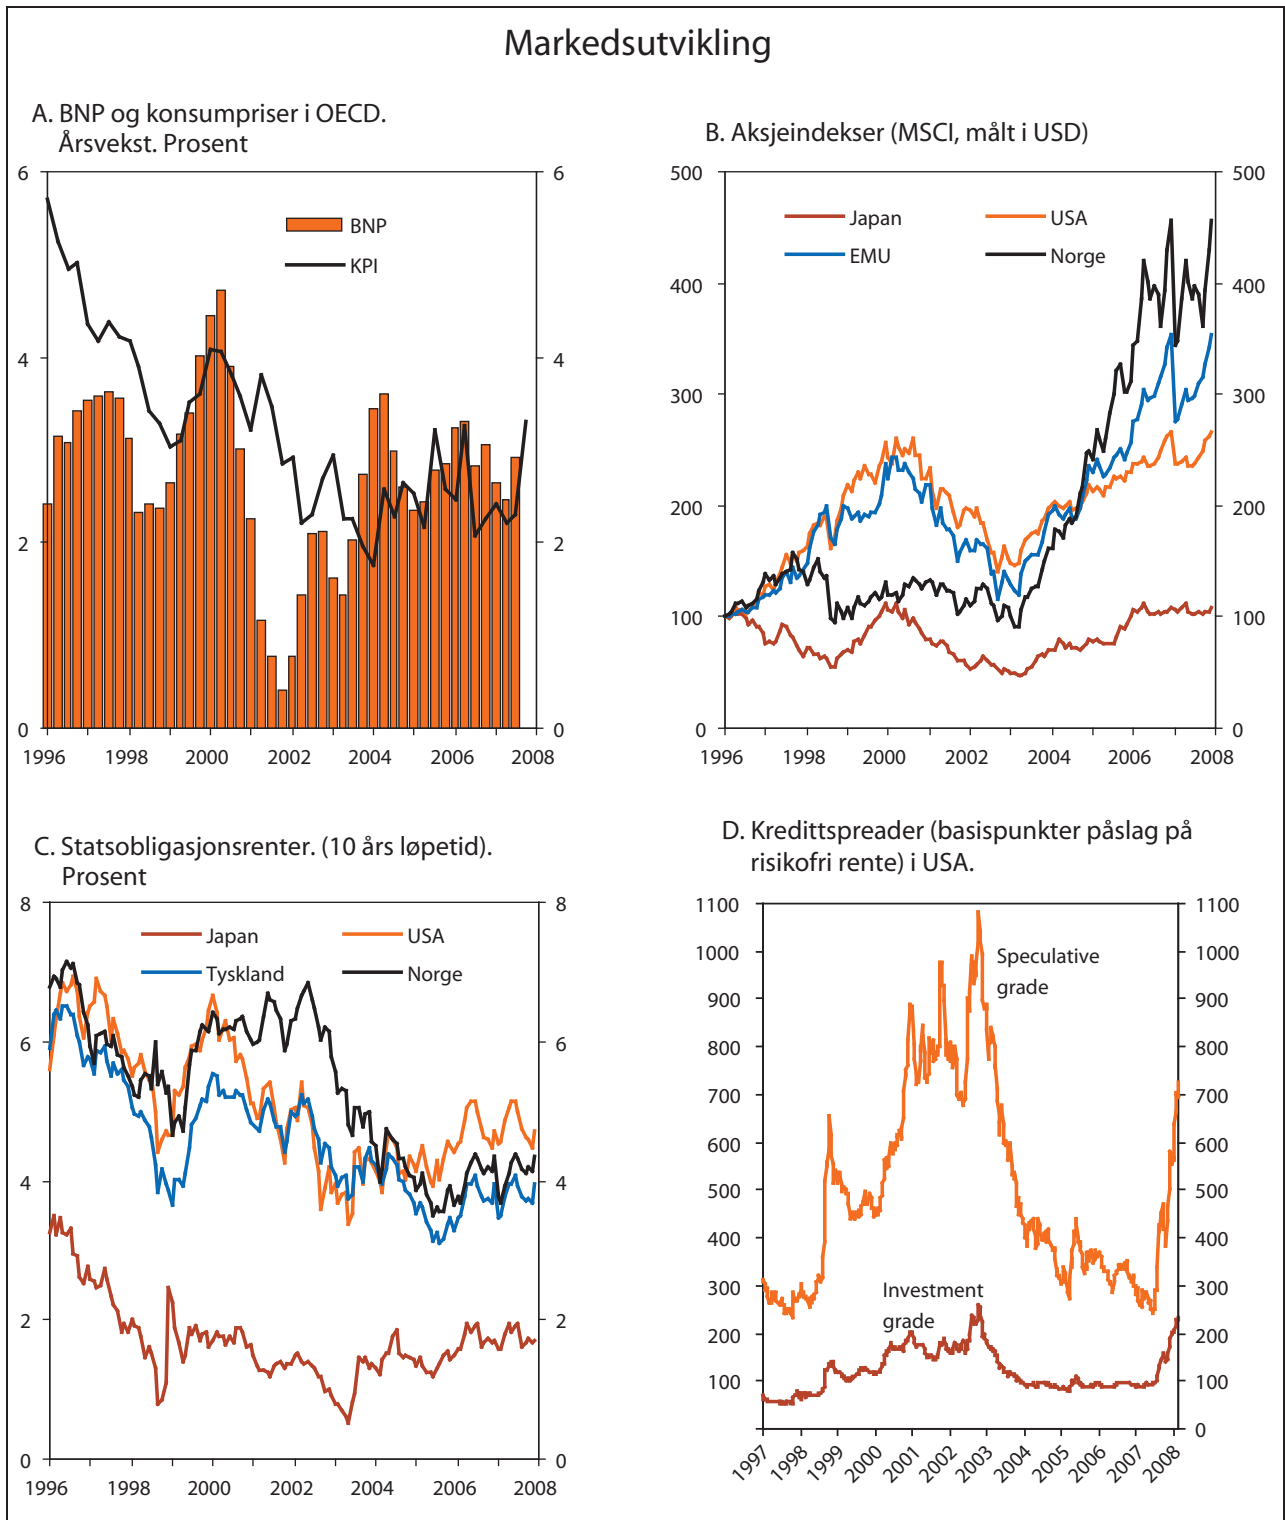 Markedsutvikling
A. BNP og konsumpriser i OECD.
Årsvekst. Prosent
6 6
BNP
KPI
4 4
2 2
0 0
1996 1998 2000 2002 2004 2006 2008
B. Aksjeindekser (MSCI, målt i USD)
500 500
Japan USA
EMU Norge
400 400
300 300
200 200
100 100
0 0
1996 1998 2000 2002 2004 2006 2008
C. Statsobligasjonsrenter. (10 års løpetid).
Prosent
8 8
Japan USA
Tyskland Norge
6 6
4 4
2 2
0 0
1996 1998 2000 2002 2004 2006 2008
D. Kredittspreader (basispunkter påslag på
risikofri rente) i USA.
1100 1100
1000 1000
Speculative
grade
900 900
800 800
700 700
600 600
500 500
400 400
300 300
Investment
grade
200 200
100 100
0
1997 1998 1999 2000 2001 2002 2003 2004 2005 2006 2007 2008